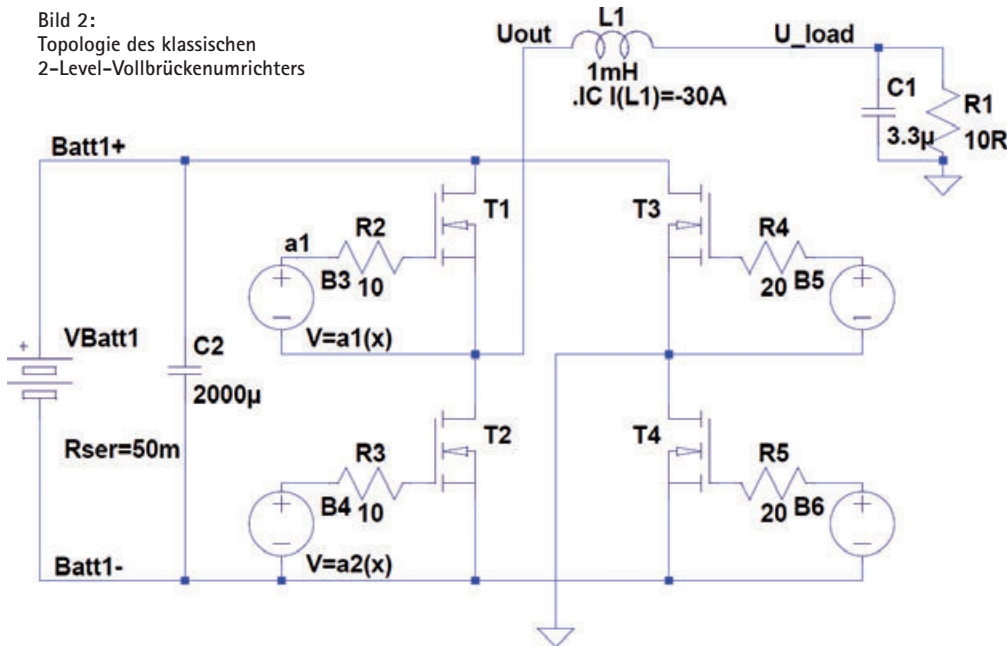 Bild 2:
Topologie des klassischen
2-Level-Vollbrückenumrichters
Uout
L1
U_load
1mH
.IC I(L1)=-30A
C1
3.3µ
R1
10R
Batt1+
T1
T3
a1
R2
R4
B3
10
20
B5
V=a1(x)
+
VBatt1
C2
2000µ
Rser=50m
T2
T4
R3
R5
B4
10
20
B6
V=a2(x)
Batt1-